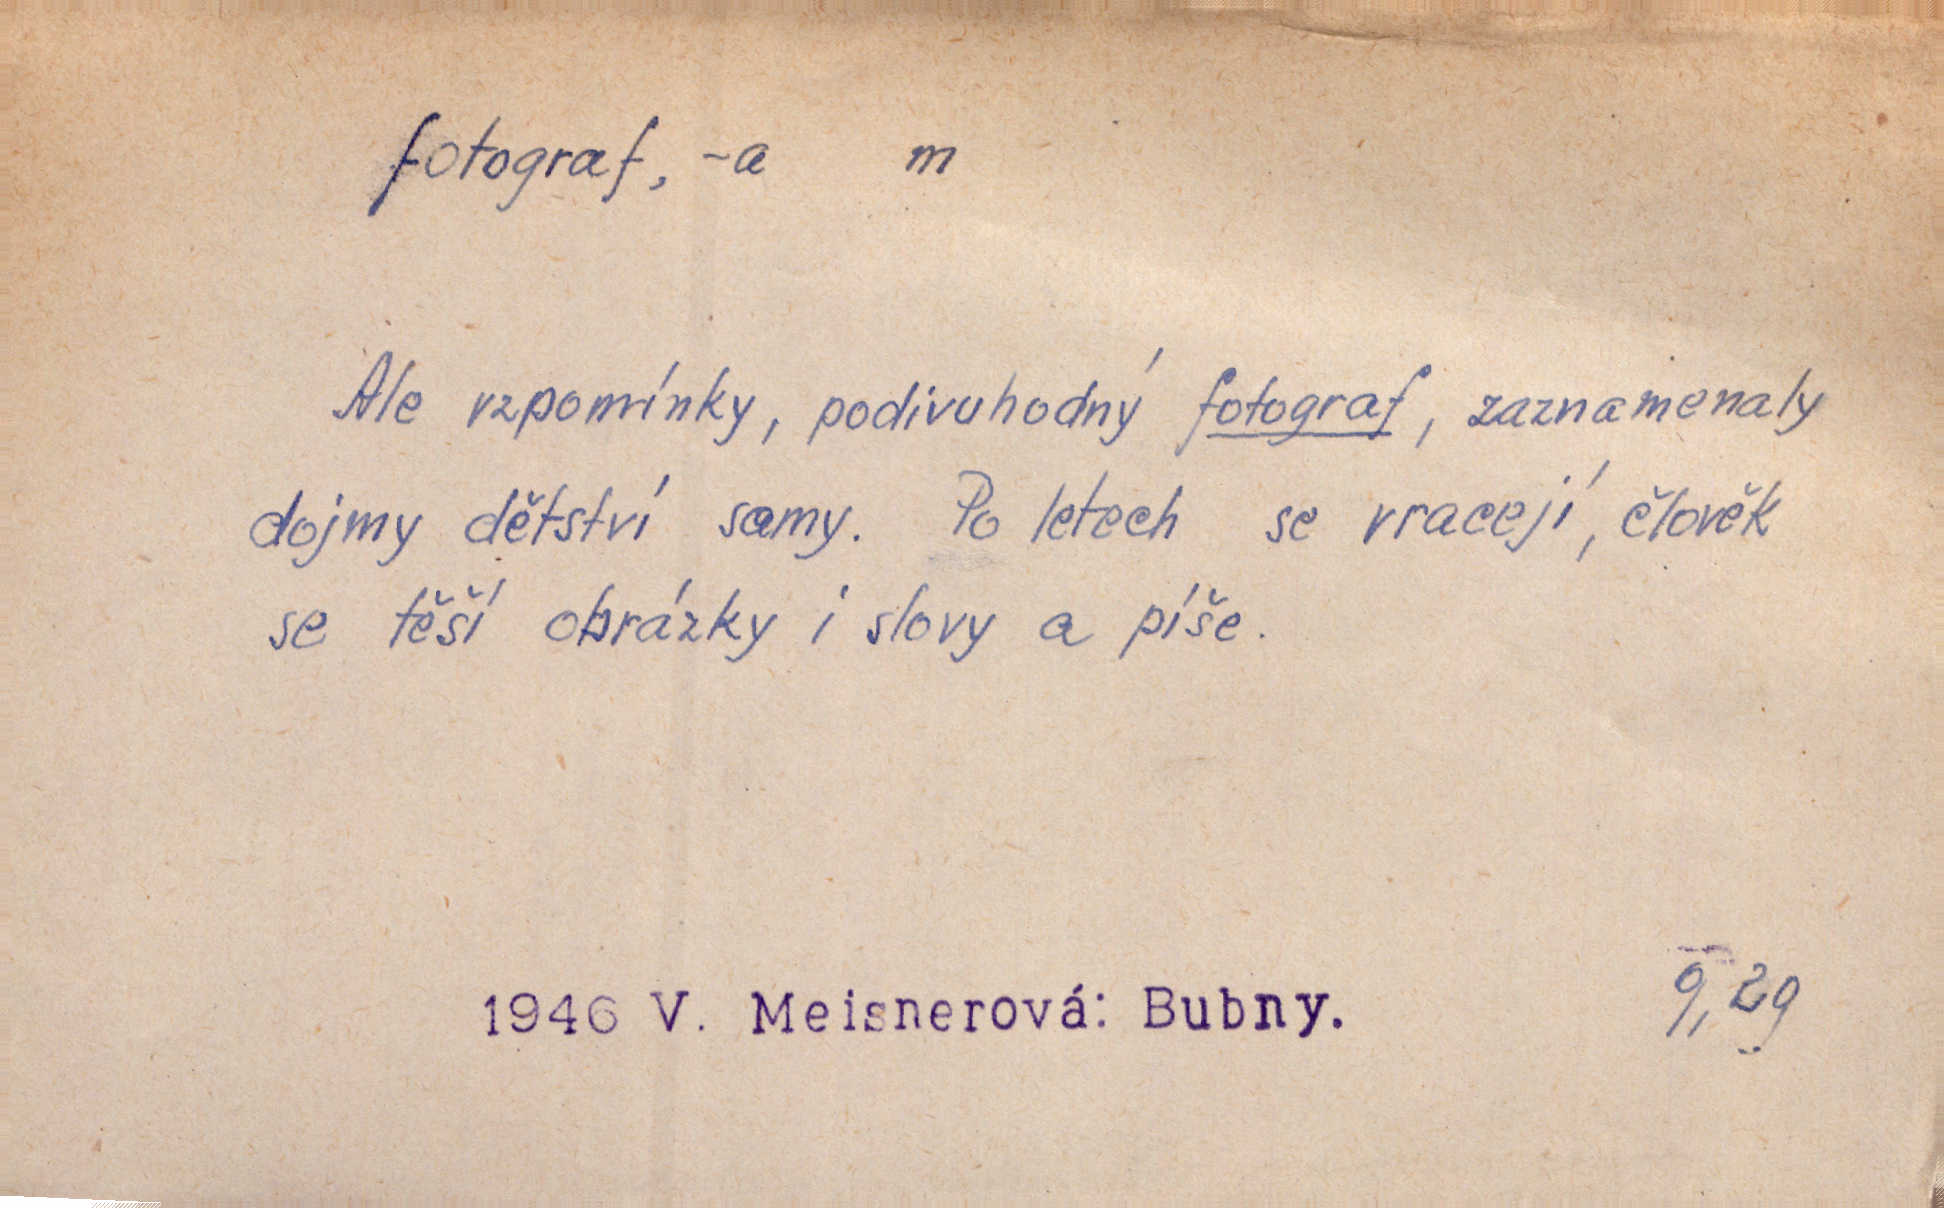 fotograf, -a m
Ale vzpomínky, podivuhodný fotograf, zaznamenaly
dojmy dětství samy. Po letech se vracejí, člověk
se těší obrázky i slovy a píše.
1946 V. Meisnerová: Bubny. 9, 29